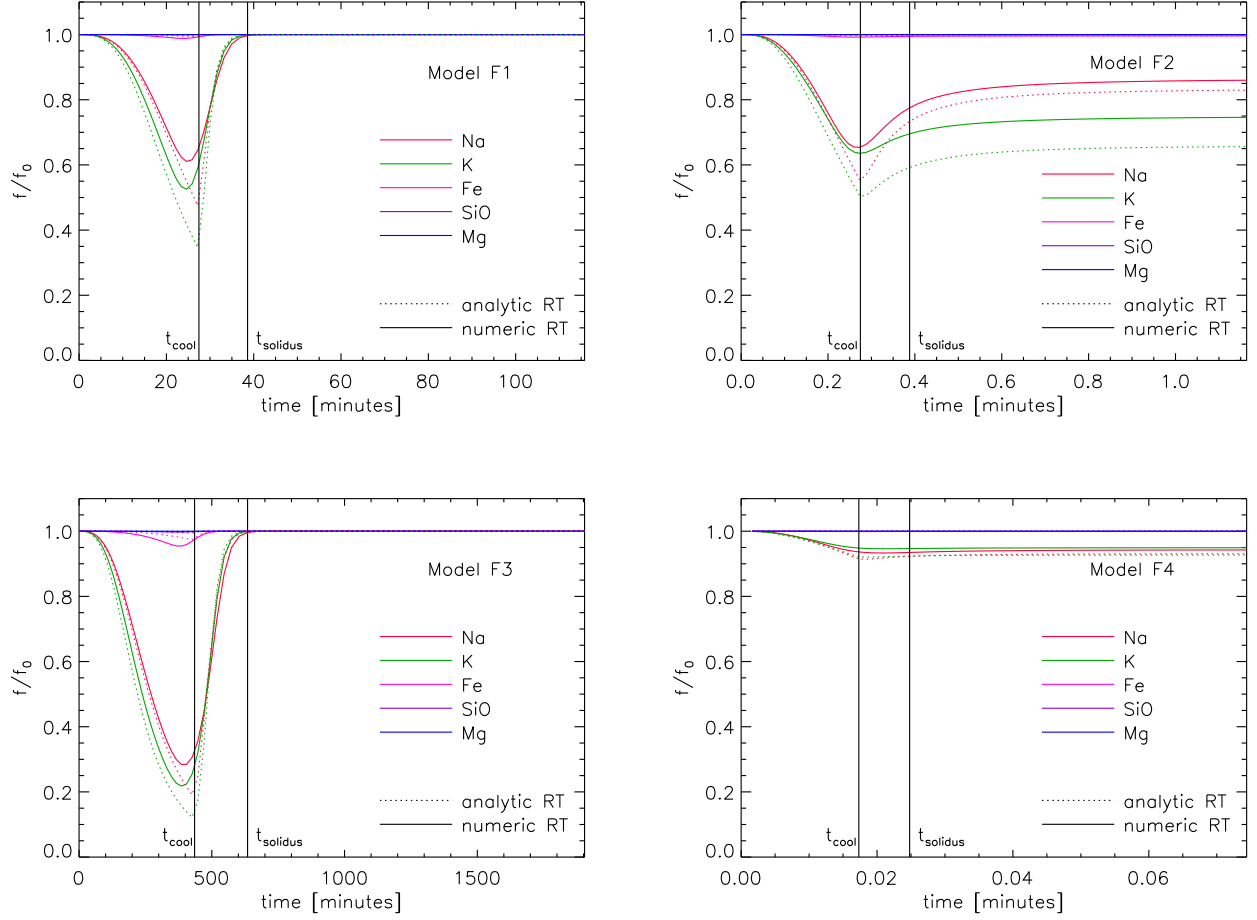 f/f0
1.0
0.8
0.6
0.4
0.2
0.0
Model F1
Na
K
Fe
SiO
Mg
analytic RT
numeric RT
tcool
tsolidus
0
20
40
60
80
100
time [minutes]
f/f0
1.0
0.8
0.6
0.4
0.2
0.0
Model F2
Na
K
Fe
SiO
Mg
analytic RT
numeric RT
tcool
tsolidus
0.0
0.2
0.4
0.6
0.8
1.0
time [minutes]
f/f0
1.0
0.8
0.6
0.4
0.2
0.0
Model F3
Na
K
Fe
SiO
Mg
analytic RT
numeric RT
tcool
tsolidus
0
500
1000
1500
time [minutes]
f/f0
1.0
0.8
0.6
0.4
0.2
0.0
Model F4
Na
K
Fe
SiO
Mg
analytic RT
numeric RT
tcool
tsolidus
0.00
0.02
0.04
0.06
time [minutes]